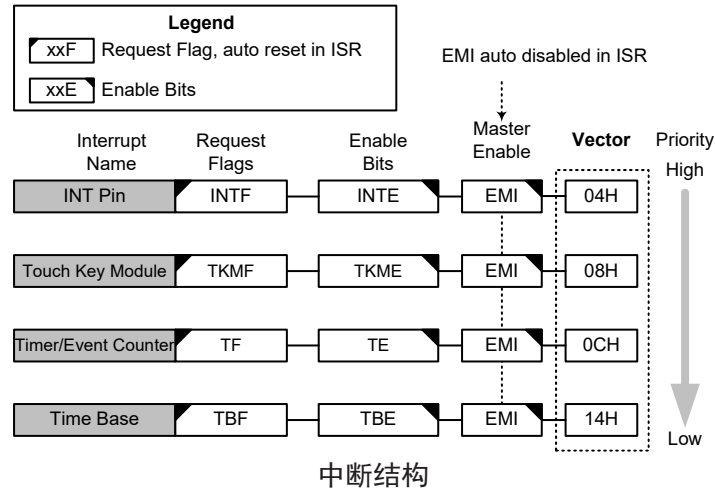 Legend
xxF Request Flag, auto reset in ISR
xxE Enable Bits
EMI auto disabled in ISR
Interrupt Name Request Flags Enable Bits Master Enable Vector Priority
High
INT Pin INTF INTE EMI 04H
Touch Key Module TKMF TKME EMI 08H
Timer/Event Counter TF TE EMI 0CH
Time Base TBF TBE EMI 14H
Low
中断结构